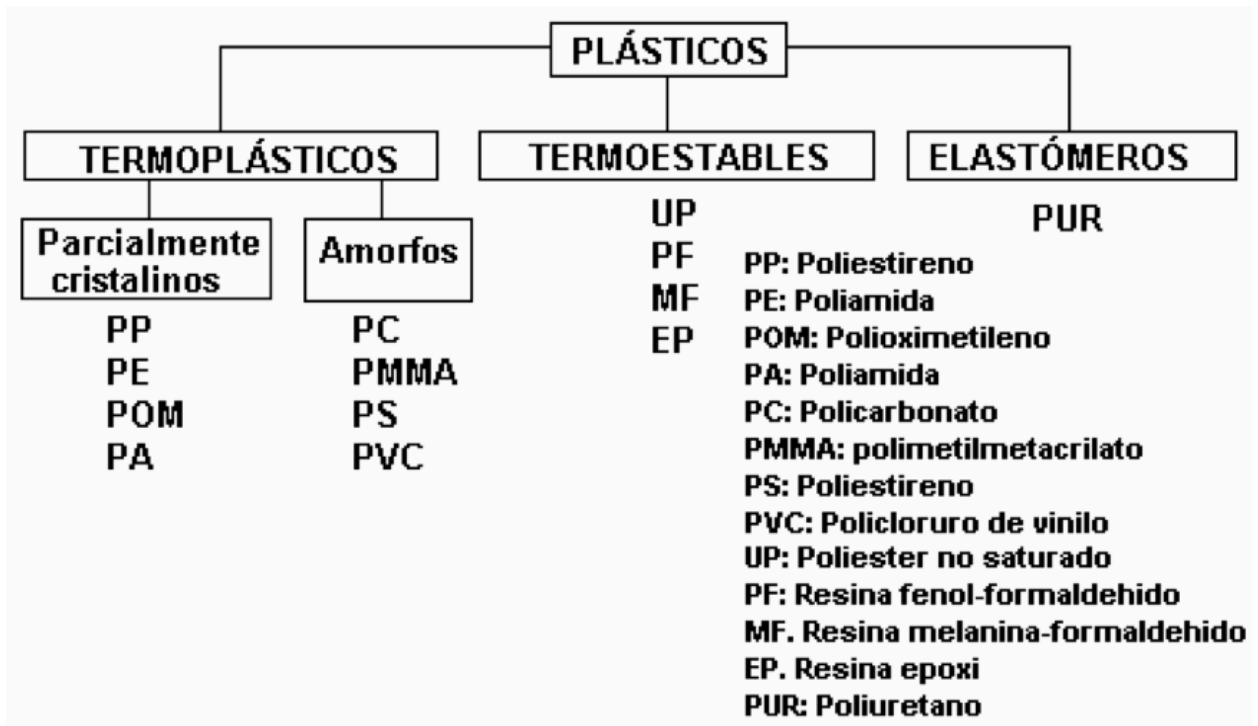 PLÁSTICOS
TERMOPLÁSTICOS
TERMOESTABLES
ELASTÓMEROS
Parcialmente
cristalinos
Amorfos
PP
PE
POM
PA
PC
PMMA
PS
PVC
UP
PF
MF
EP
PUR
PP: Poliestireno
PE: Poliamida
POM: Polioximetileno
PA: Poliamida
PC: Policarbonato
PMMA: polimetilmetacrilato
PS: Poliestireno
PVC: Policloruro de vinilo
UP: Poliester no saturado
PF: Resina fenol-formaldehido
MF. Resina melanina-formaldehido
EP. Resina epoxi
PUR: Poliuretano